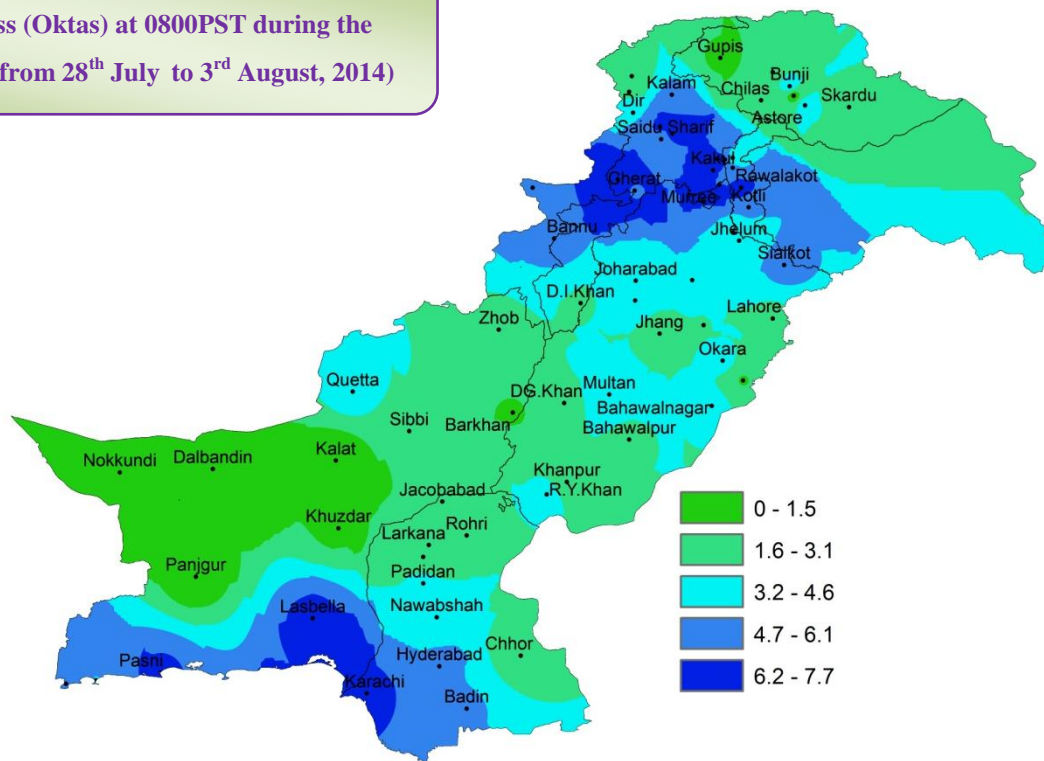 (Oktas) at 0800PST during the
from 28th July to 3rd August, 2014)
Gupis
Bunji
Kalam
Chilas
Skardu
Dir
Astore
Saidu Sharif
Kakul
Gherat
Rawalakot
Murree
Kotli
Bannu
Jhelum
Sialkot
Joharabad
D.I.Khan
Lahore
Zhob
Jhang
Okara
Quetta
DG.Khan
Multan
Bahawalnagar
Sibbi
Barkhan
Bahawalpur
Nokkundi
Dalbandin
Kalat
Khanpur
R.Y.Khan
Jacobabad
0 - 1.5
Khuzdar
Rohri
Larkana
1.6 - 3.1
Panjgur
Padidan
3.2 - 4.6
Lasbella
Nawabshah
4.7 - 6.1
Chhor
Pasni
Hyderabad
6.2 - 7.7
Karachi
Badin